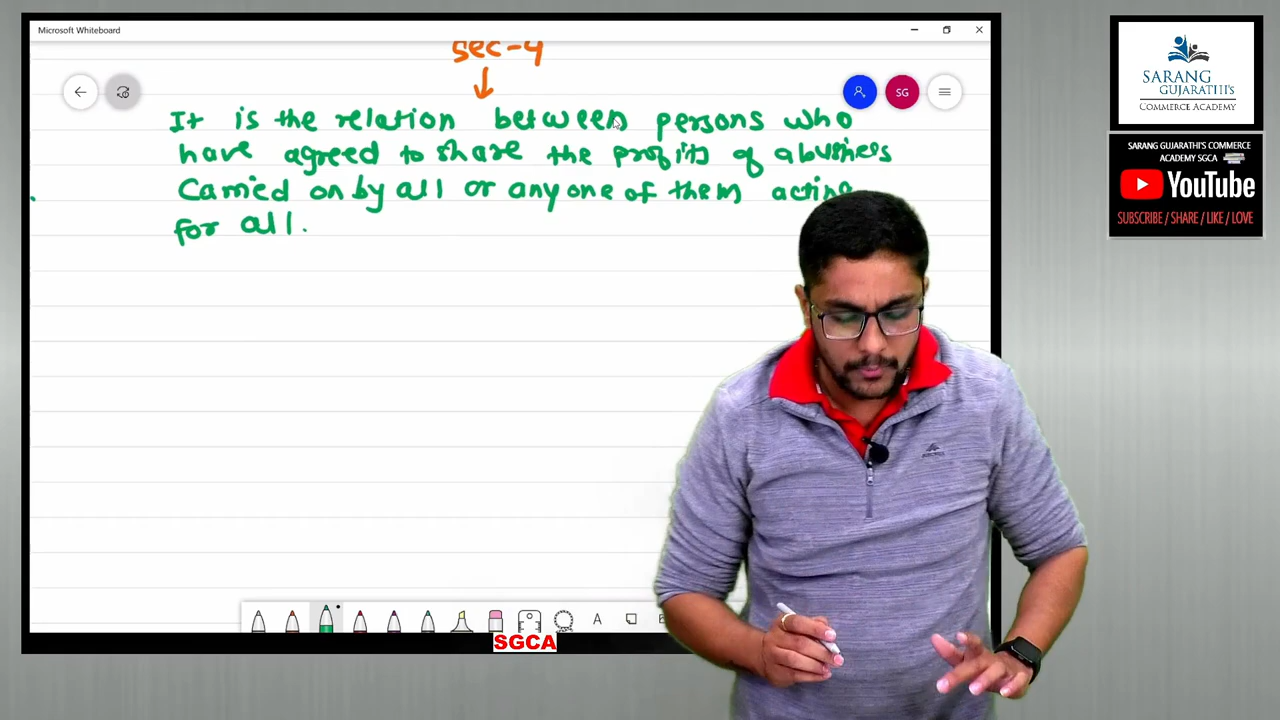 Microsoft Whiteboard
Sec-4
SG
It is the relation between persons who
have agreed to share the profits of a business
Carried on by all or any one of them acting
for all.
A
SGCA
SARANG
GUJARATHI'S
COMMERCE ACADEMY
SARANG GUJARATHI'S COMMERCE
ACADEMY SGCA
YouTube
SUBSCRIBE / SHARE / LIKE / LOVE